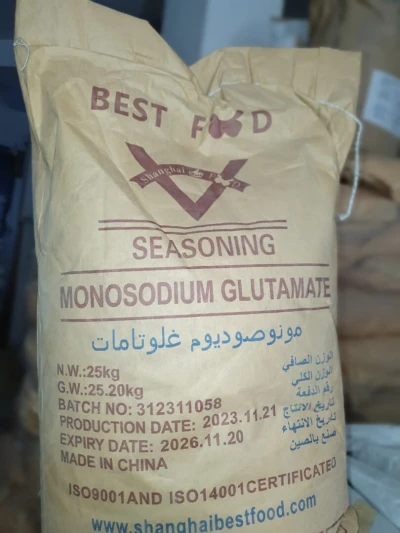 BEST FOOD
Shanghai FOOD
SEASONING
MONOSODIUM GLUTAMATE
مونوصوديوم غلوتامات
N.W.:25kg الوزن الصافي
G.W.:25.20kg الوزن الكلي
BATCH NO: 312311058 رقم الدفعة
PRODUCTION DATE: 2023.11.21 تاريخ الانتاج
EXPIRY DATE: 2026.11.20 تاريخ الانتهاء
MADE IN CHINA صنع بالصين
ISO9001AND ISO14001CERTIFICATED
www.shanghaibestfood.com